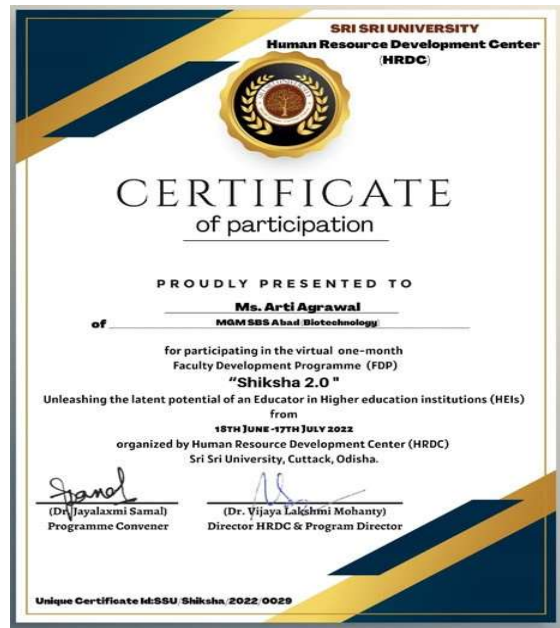 SRI SRI UNIVERSITY
Human Resource Development Center
(HRDC)
CERTIFICATE
of participation
PROUDLY PRESENTED TO
Ms. Arti Agrawal
of MGM SBS Abad (Biotechnology)
for participating in the virtual one-month
Faculty Development Programme (FDP)
"Shiksha 2.0"
Unleashing the latent potential of an Educator in Higher education institutions (HEIs)
from
18TH JUNE -17TH JULY 2022
organized by Human Resource Development Center (HRDC)
Sri Sri University, Cuttack, Odisha.
(Dr. Jayalaxmi Samal) (Dr. Vijaya Lakshmi Mohanty)
Programme Convener Director HRDC & Program Director
Unique Certificate Id:SSU/Shiksha/2022/0029